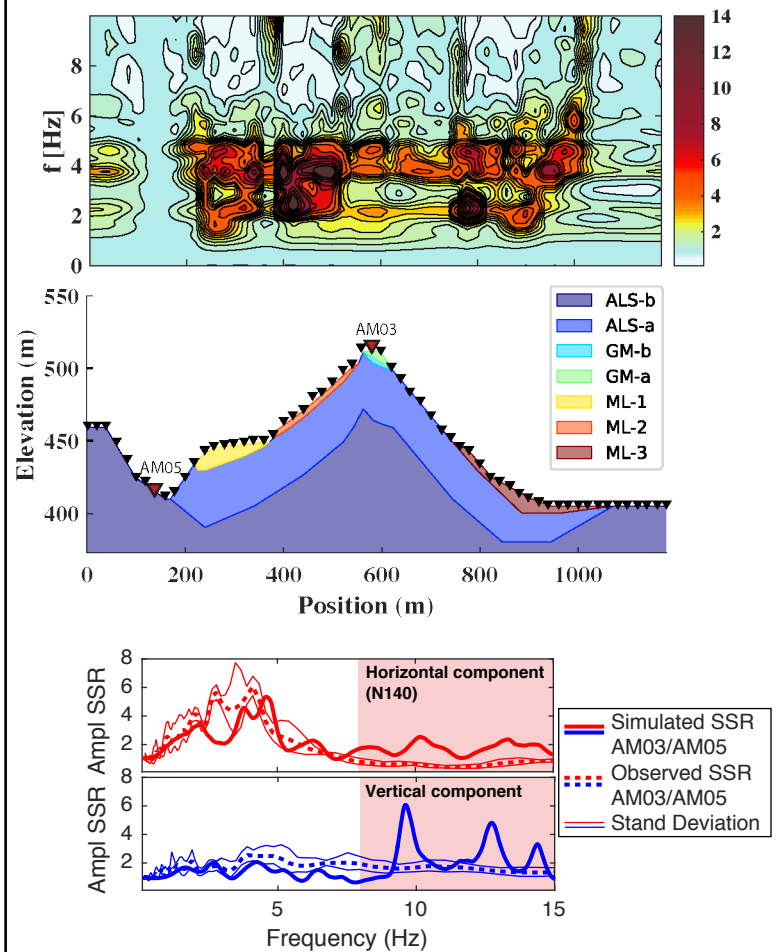 f [Hz]
8
6
4
2
0
14
12
10
8
6
4
2
Elevation (m)
550
500
450
400
AM03
AM05
ALS-b
ALS-a
GM-b
GM-a
ML-1
ML-2
ML-3
0 200 400 600 800 1000
Position (m)
Ampl SSR
8
6
4
2
Horizontal component
(N140)
Ampl SSR
8
6
4
2
Vertical component
5 10 15
Frequency (Hz)
Simulated SSR
AM03/AM05
Observed SSR
AM03/AM05
Stand Deviation